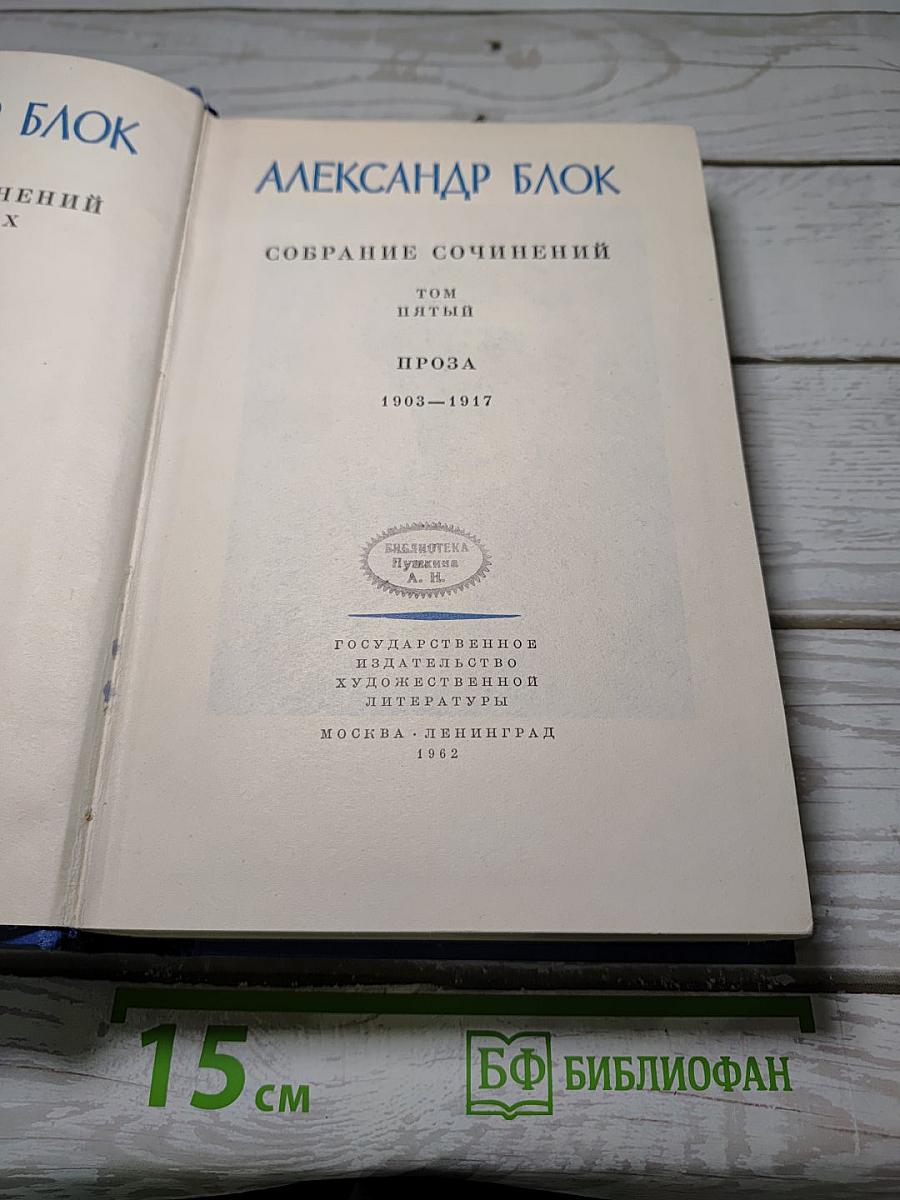 БЛОК
НЕНИЙ
Х
АЛЕКСАНДР БЛОК
СОБРАНИЕ СОЧИНЕНИЙ
ТОМ
ПЯТЫЙ
ПРОЗА
1903—1917
БИБЛИОТЕКА
Пушкина
А. Н.
ГОСУДАРСТВЕННОЕ
ИЗДАТЕЛЬСТВО
ХУДОЖЕСТВЕННОЙ
ЛИТЕРАТУРЫ
МОСКВА · ЛЕНИНГРАД
1962
15 см
БФ БИБЛИОФАН